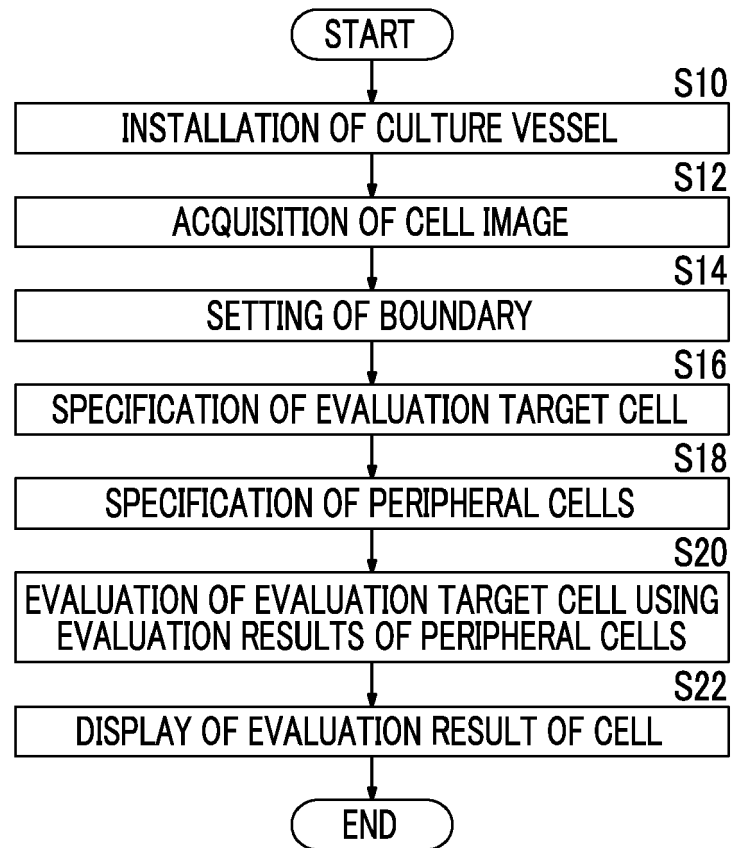 START
S10
INSTALLATION OF CULTURE VESSEL
S12
ACQUISITION OF CELL IMAGE
S14
SETTING OF BOUNDARY
S16
SPECIFICATION OF EVALUATION TARGET CELL
S18
SPECIFICATION OF PERIPHERAL CELLS
S20
EVALUATION OF EVALUATION TARGET CELL USING
EVALUATION RESULTS OF PERIPHERAL CELLS
S22
DISPLAY OF EVALUATION RESULT OF CELL
END